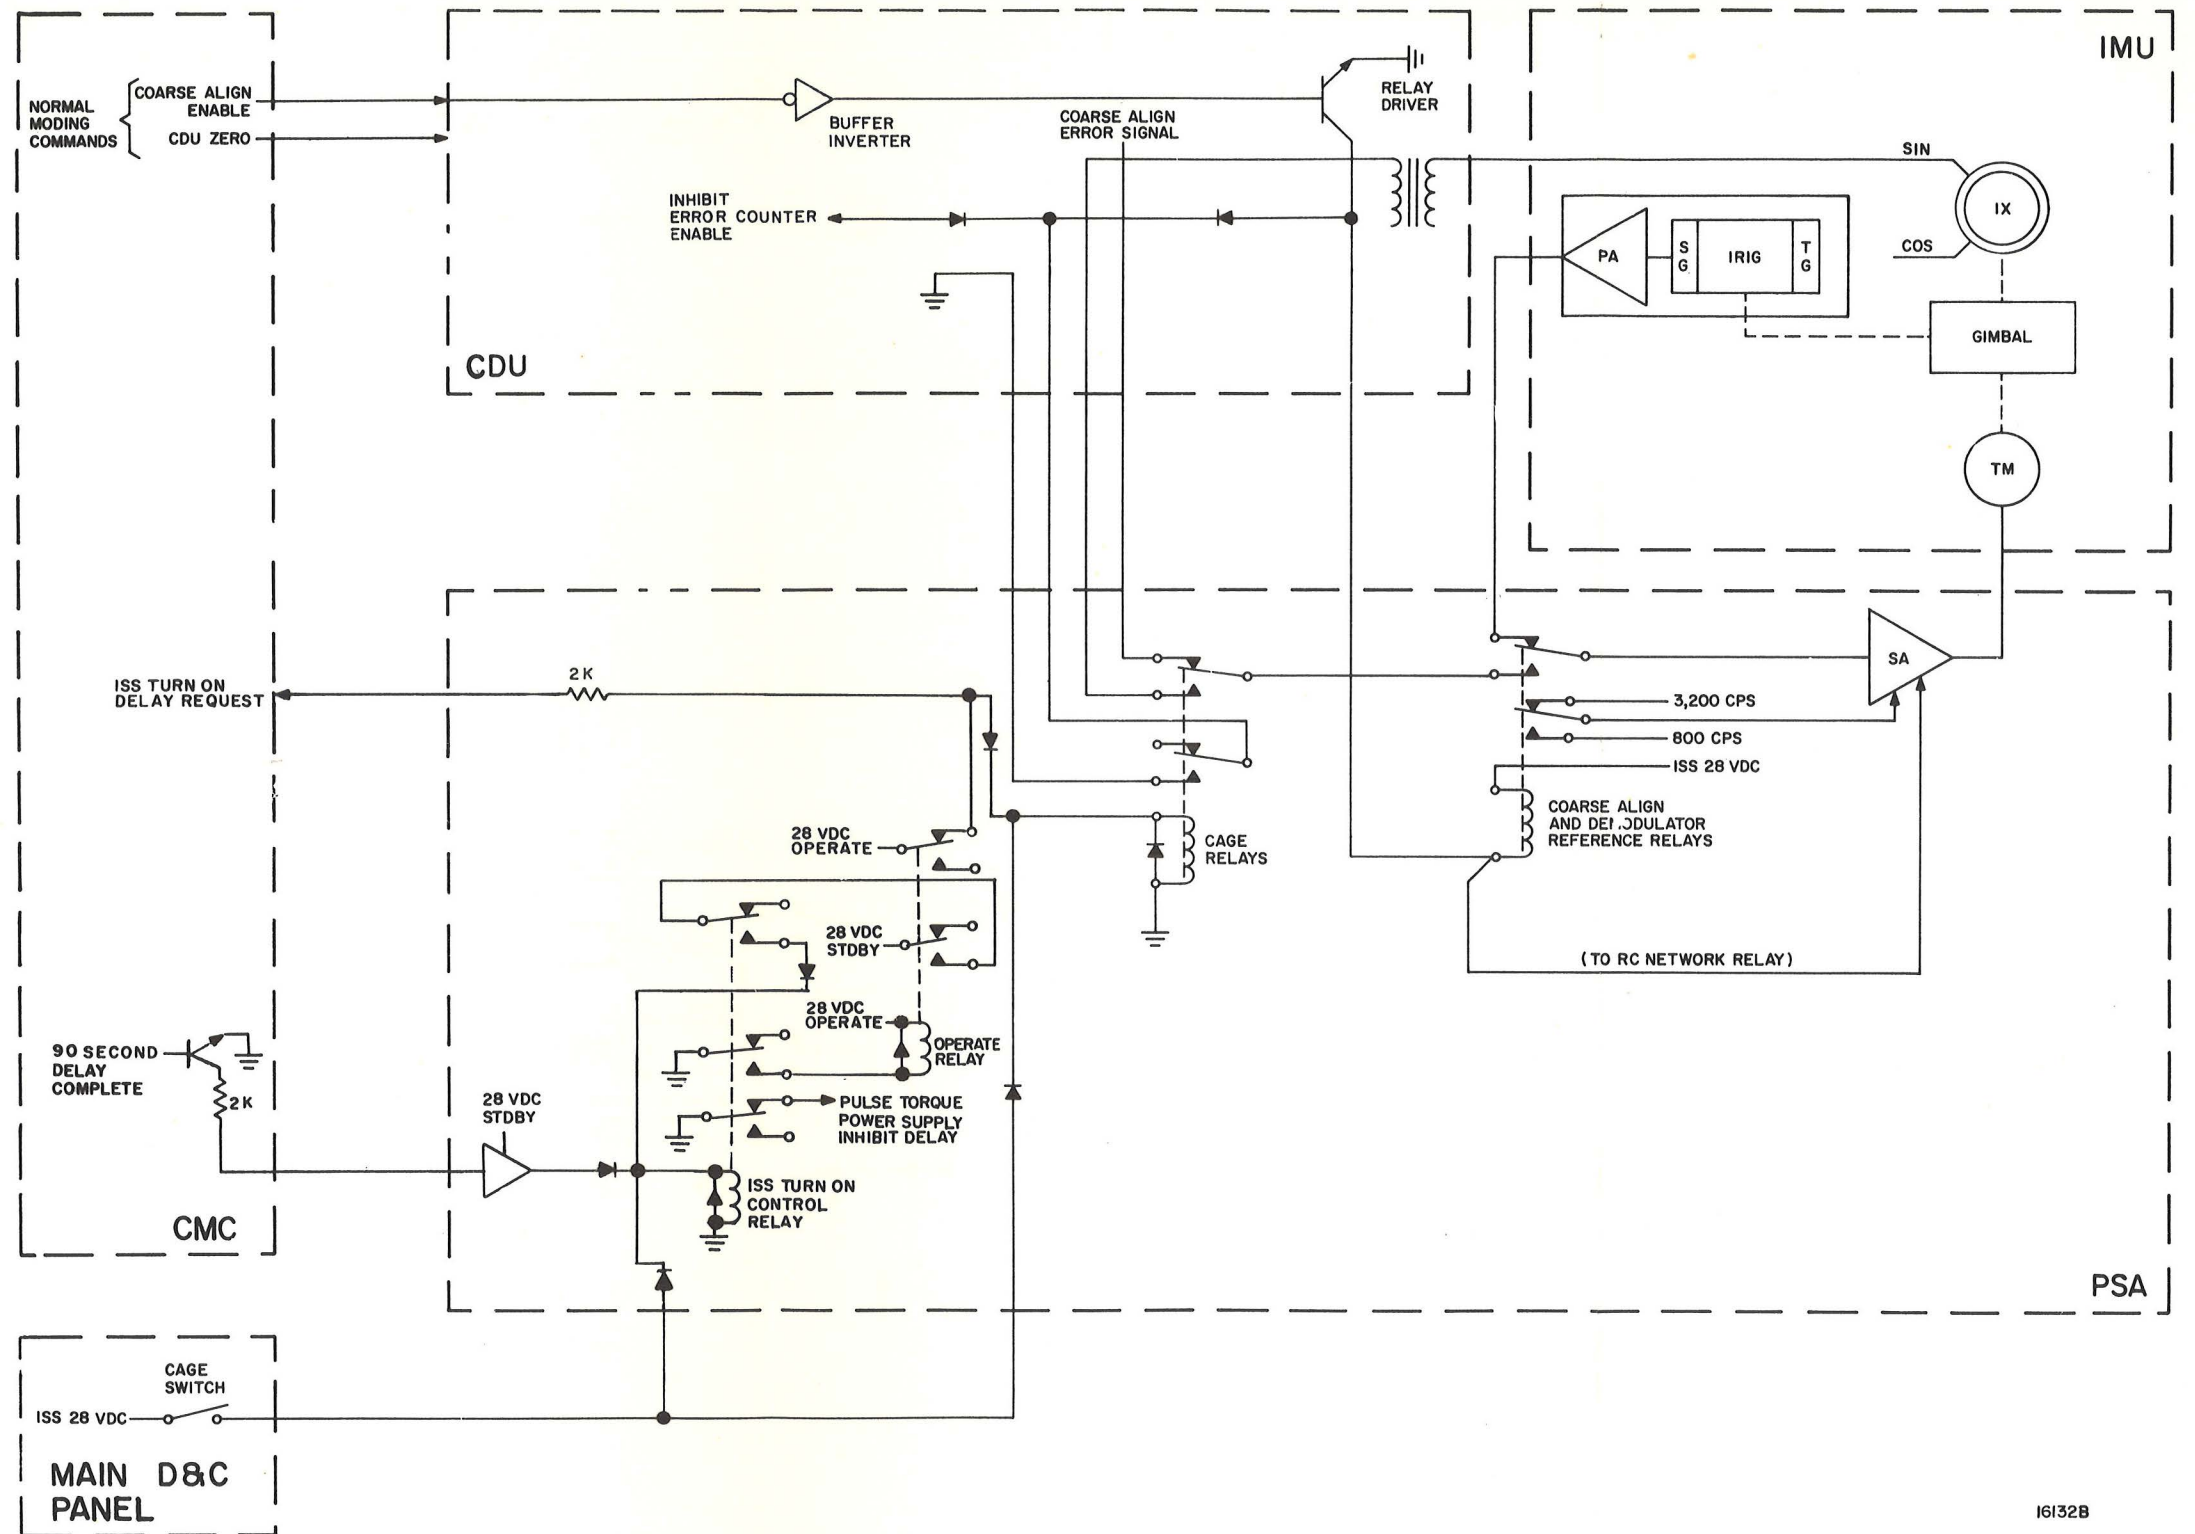 IMU
NORMAL
MODING
COMMANDS
COARSE ALIGN
ENABLE
CDU ZERO
BUFFER
INVERTER
COARSE ALIGN
ERROR SIGNAL
RELAY
DRIVER
SIN
COS
IX
INHIBIT
ERROR COUNTER
ENABLE
PA
S
G
IRIG
T
G
GIMBAL
CDU
TM
ISS TURN ON
DELAY REQUEST
2K
SA
3,200 CPS
800 CPS
ISS 28 VDC
COARSE ALIGN
AND DEMODULATOR
REFERENCE RELAYS
28 VDC
OPERATE
CAGE
RELAYS
28 VDC
STDBY
(TO RC NETWORK RELAY)
28 VDC
OPERATE
OPERATE
RELAY
90 SECOND
DELAY
COMPLETE
2K
28 VDC
STDBY
PULSE TORQUE
POWER SUPPLY
INHIBIT DELAY
ISS TURN ON
CONTROL
RELAY
CMC
PSA
CAGE
SWITCH
ISS 28 VDC
MAIN D&C
PANEL
16132B